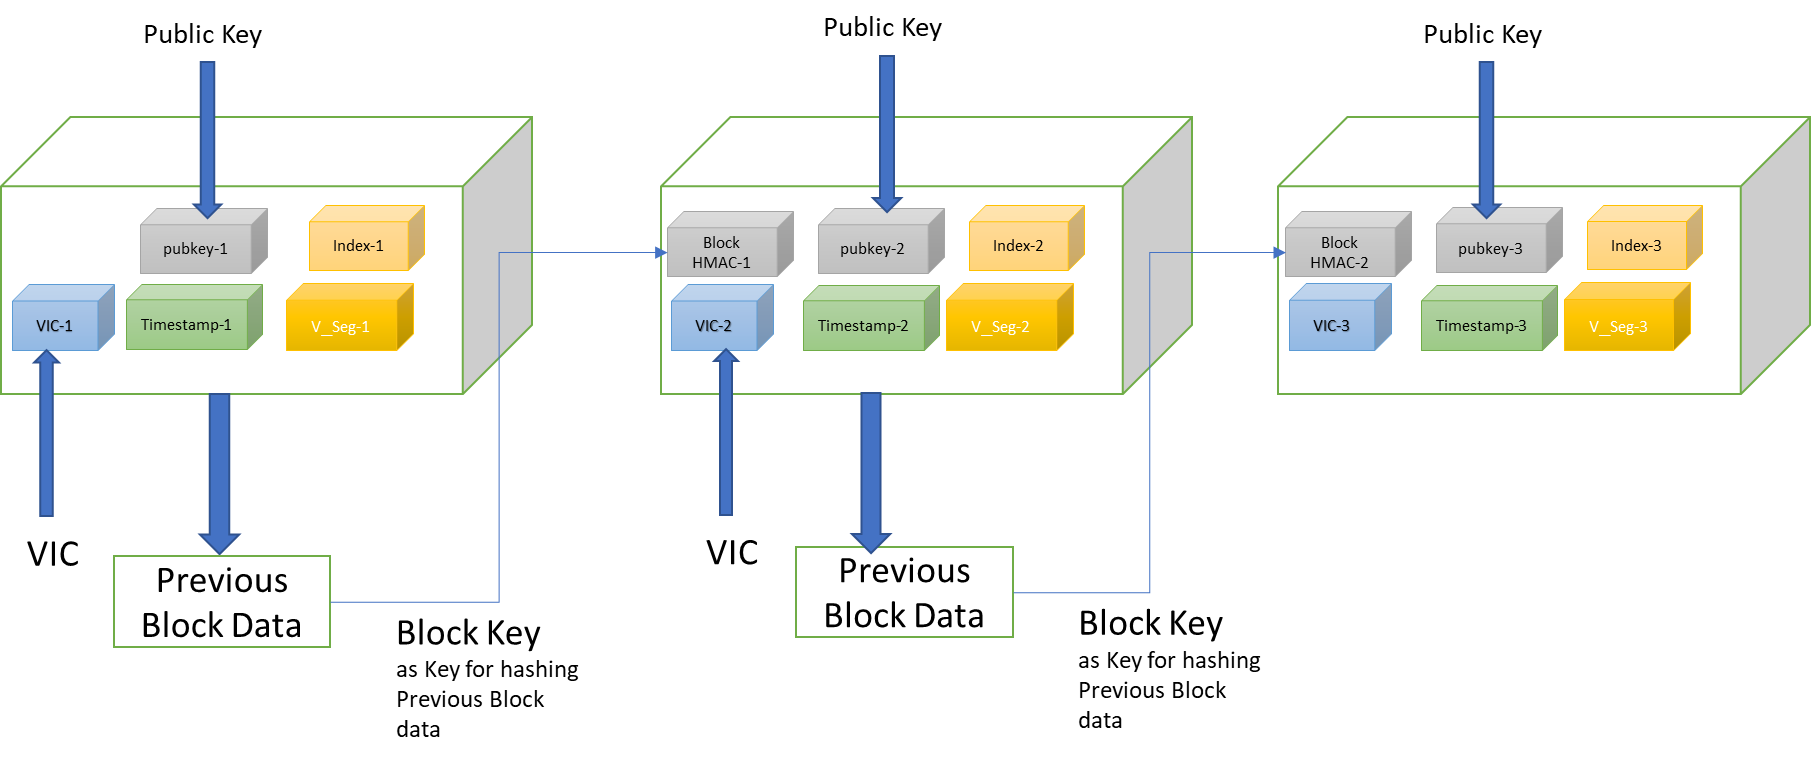 Public Key
Public Key
Public Key
pubkey-1
Index-1
VIC-1
Timestamp-1
V_Seg-1
Block
HMAC-1
pubkey-2
Index-2
VIC-2
Timestamp-2
V_Seg-2
Block
HMAC-2
pubkey-3
Index-3
VIC-3
Timestamp-3
V_Seg-3
VIC
Previous
Block Data
Block Key
as Key for hashing
Previous Block
data
VIC
Previous
Block Data
Block Key
as Key for hashing
Previous Block
data